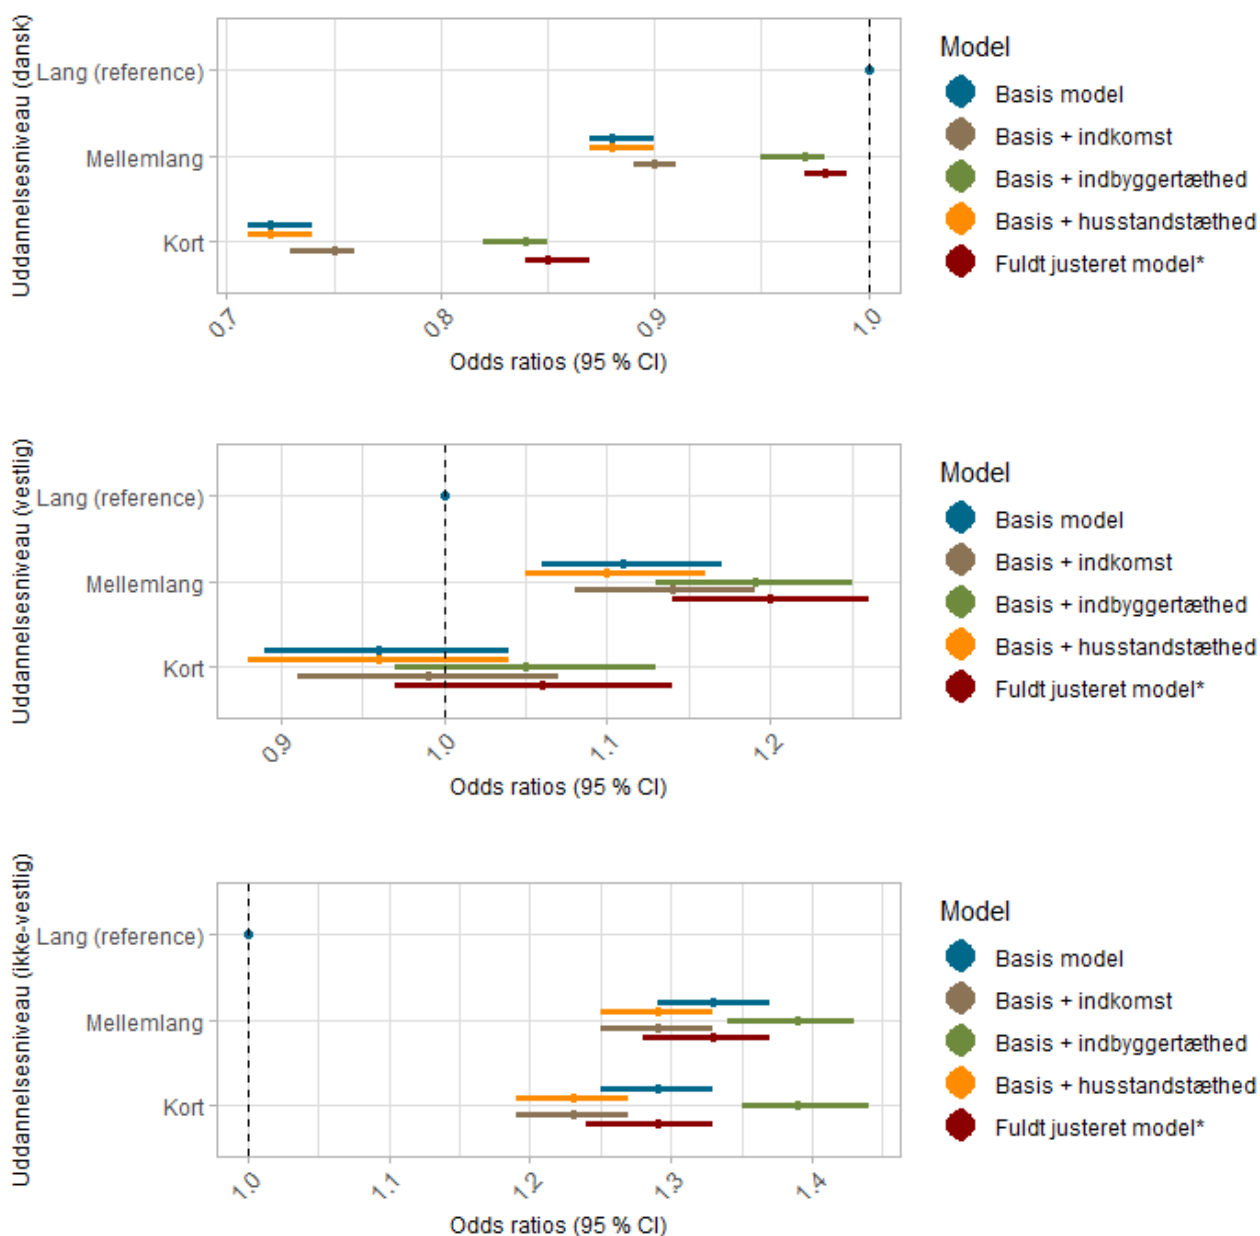 Uddannelsesniveau (dansk)
Lang (reference)
Mellemlang
Kort
0.7
0.8
0.9
1.0
Odds ratios (95 % CI)
Model
Basis model
Basis + indkomst
Basis + indbyggertæthed
Basis + husstandstæthed
Fuldt justeret model*
Uddannelsesniveau (vestlig)
Lang (reference)
Mellemlang
Kort
0.9
1.0
1.1
1.2
Odds ratios (95 % CI)
Model
Basis model
Basis + indkomst
Basis + indbyggertæthed
Basis + husstandstæthed
Fuldt justeret model*
Uddannelsesniveau (ikke-vestlig)
Lang (reference)
Mellemlang
Kort
1.0
1.1
1.2
1.3
1.4
Odds ratios (95 % CI)
Model
Basis model
Basis + indkomst
Basis + indbyggertæthed
Basis + husstandstæthed
Fuldt justeret model*